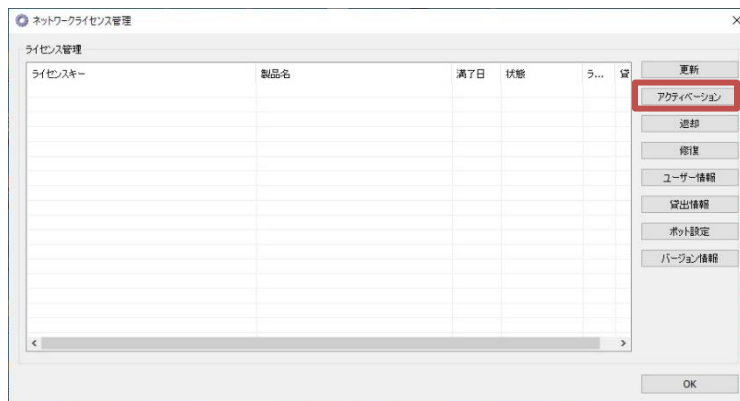 ネットワークライセンス管理
ライセンス管理
ライセンスキー 製品名 満了日 状態 ラ... 貸
更新
アクティベーション
返却
修復
ユーザー情報
貸出情報
ポット設定
バージョン情報
OK